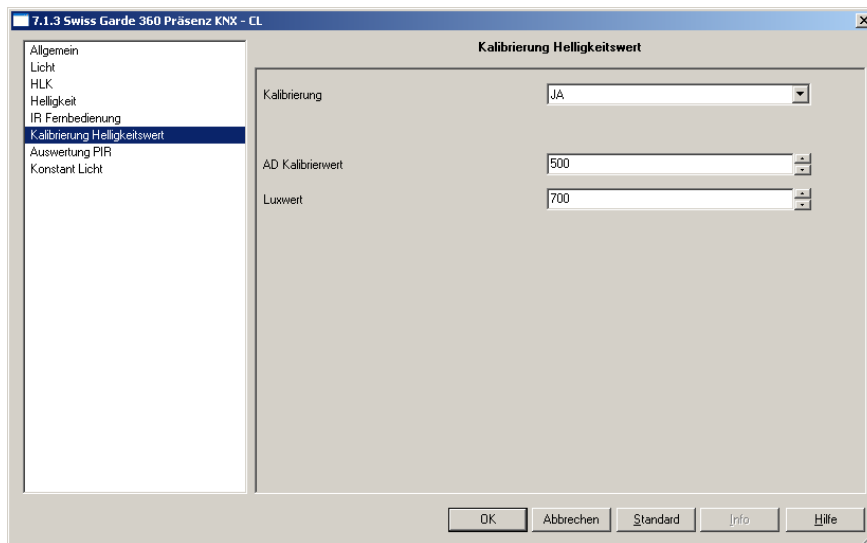 7.1.3 Swiss Garde 360 Präsenz KNX - CL
Allgemein
Licht
HLK
Helligkeit
IR Fernbedienung
Kalibrierung Helligkeitswert
Auswertung PIR
Konstant Licht
Kalibrierung Helligkeitswert
Kalibrierung JA
AD Kalibrierwert 500
Luxwert 700
OK Abbrechen Standard Info Hilfe